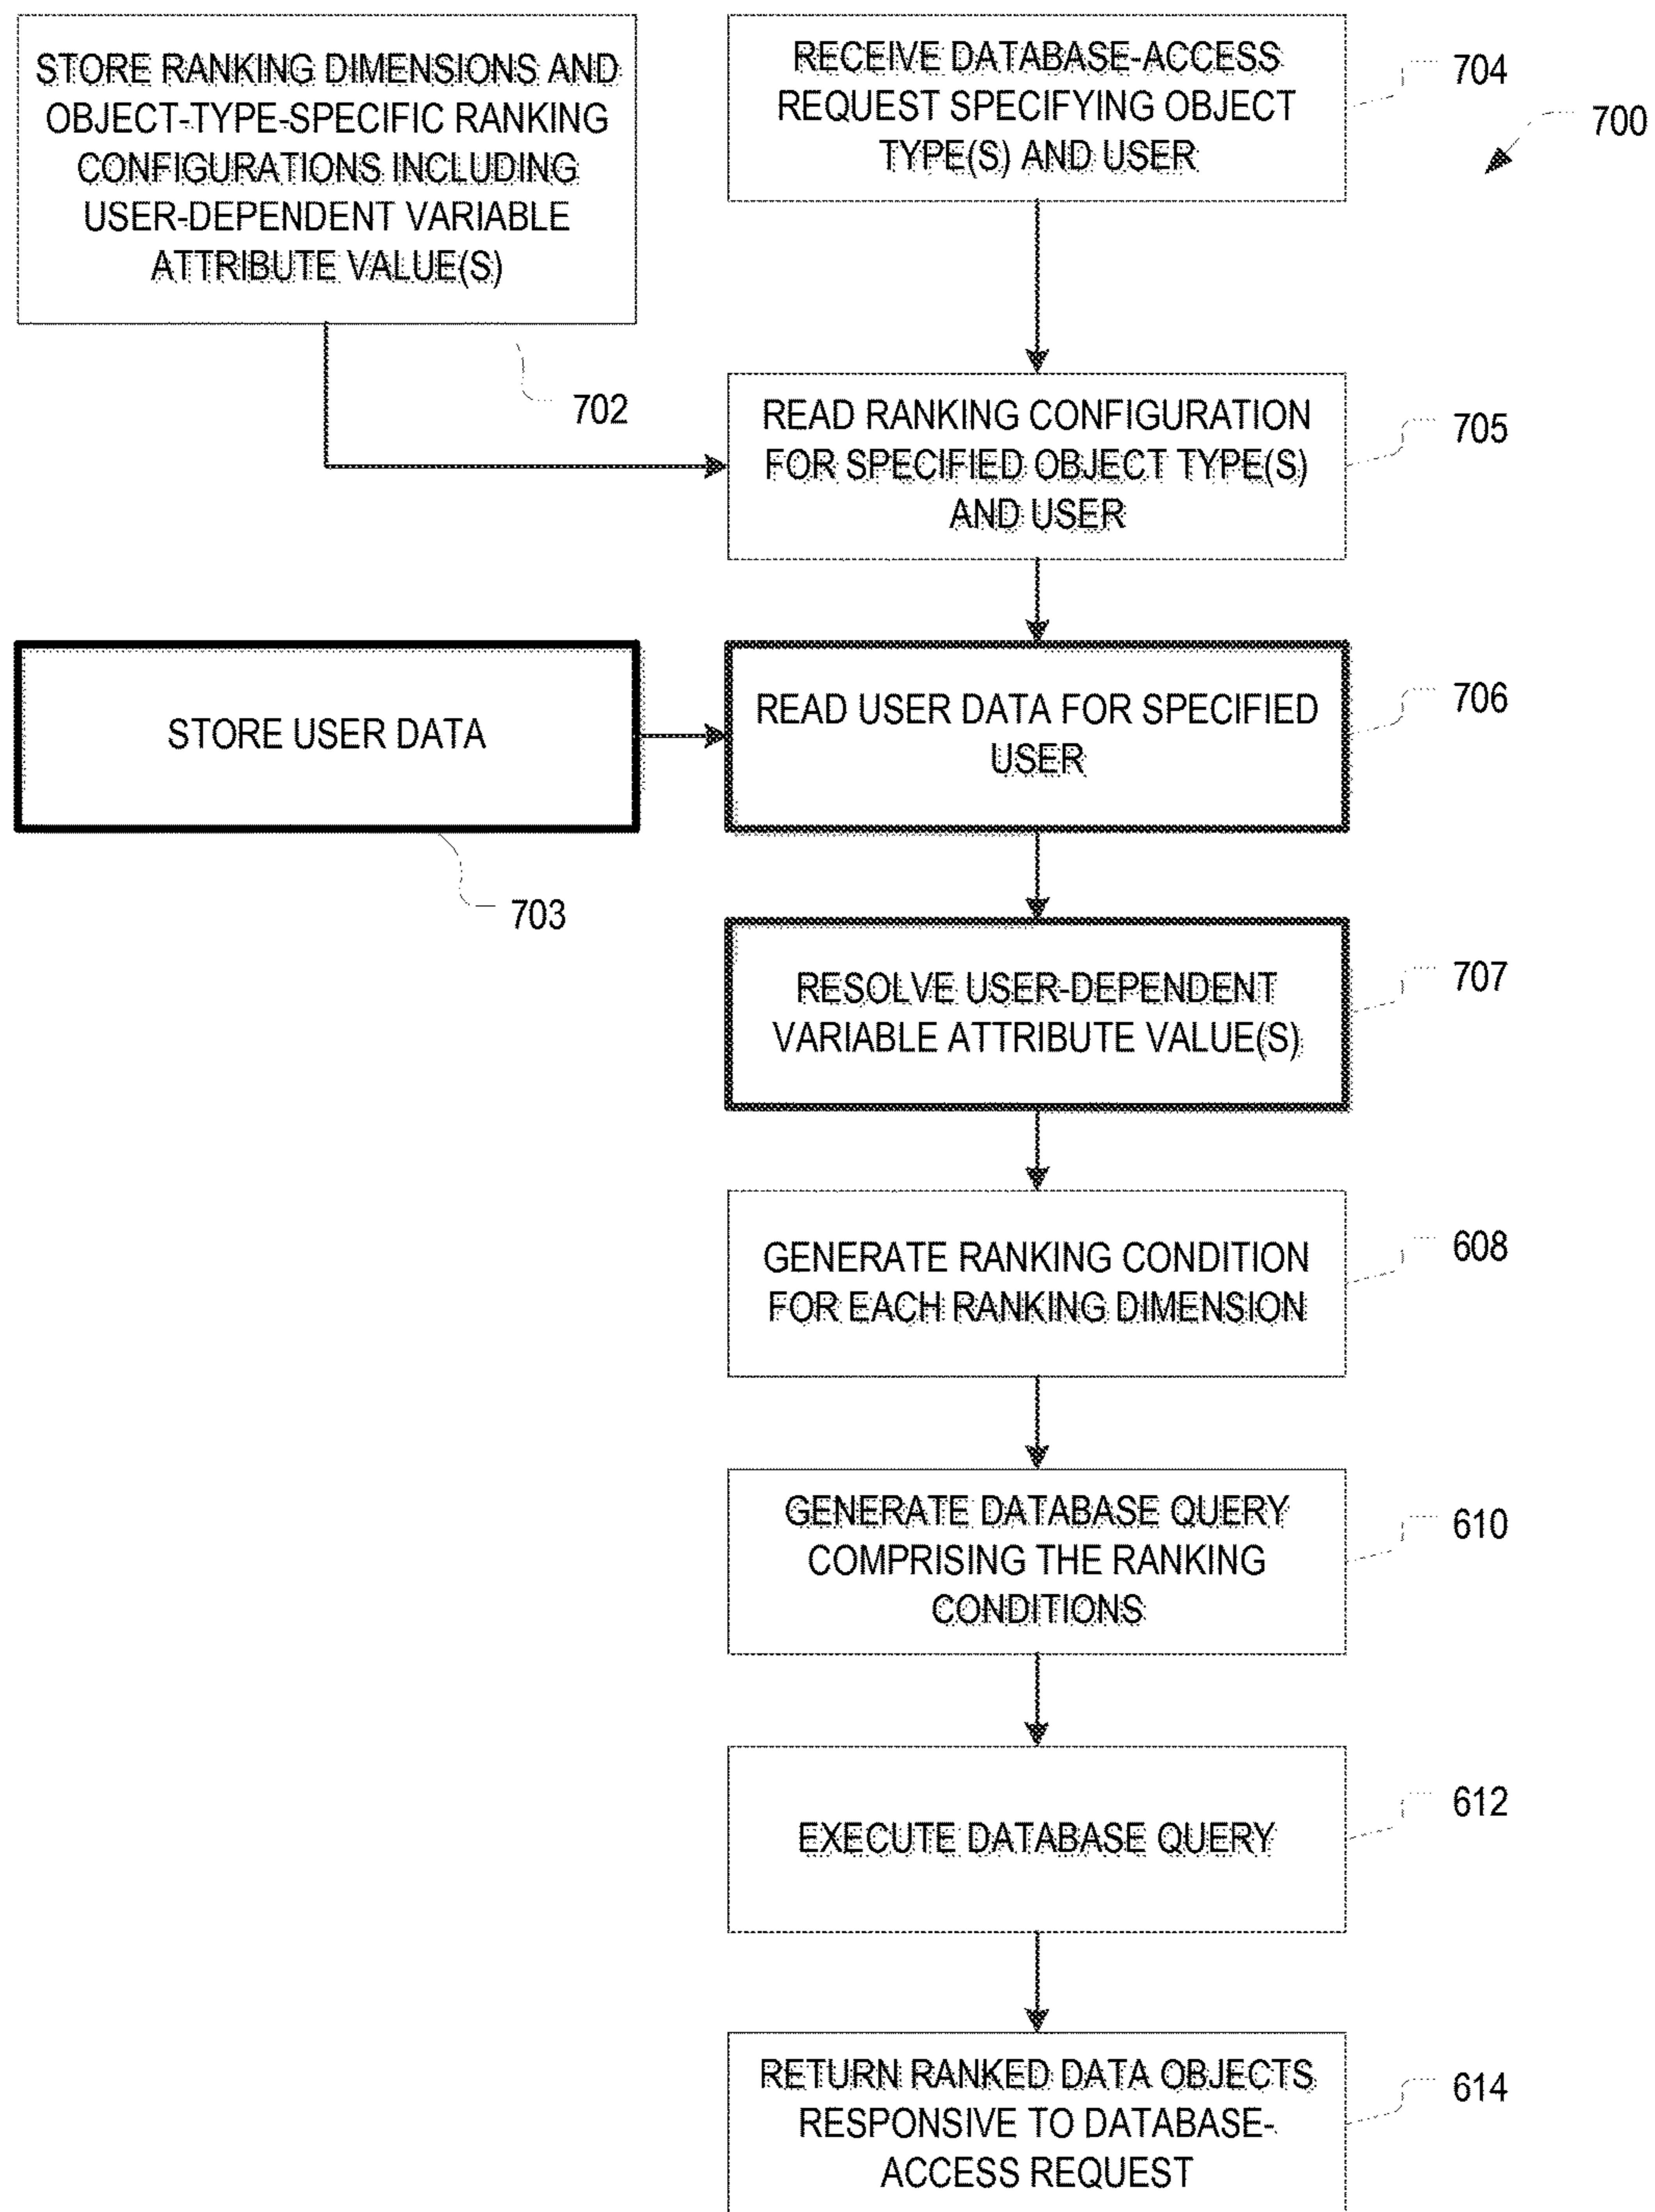 STORE RANKING DIMENSIONS AND
OBJECT-TYPE-SPECIFIC RANKING
CONFIGURATIONS INCLUDING
USER-DEPENDENT VARIABLE
ATTRIBUTE VALUE(S)
702
RECEIVE DATABASE-ACCESS
REQUEST SPECIFYING OBJECT
TYPE(S) AND USER
704
700
READ RANKING CONFIGURATION
FOR SPECIFIED OBJECT TYPE(S)
AND USER
705
STORE USER DATA
703
READ USER DATA FOR SPECIFIED
USER
706
RESOLVE USER-DEPENDENT
VARIABLE ATTRIBUTE VALUE(S)
707
GENERATE RANKING CONDITION
FOR EACH RANKING DIMENSION
608
GENERATE DATABASE QUERY
COMPRISING THE RANKING
CONDITIONS
610
EXECUTE DATABASE QUERY
612
RETURN RANKED DATA OBJECTS
RESPONSIVE TO DATABASE-
ACCESS REQUEST
614